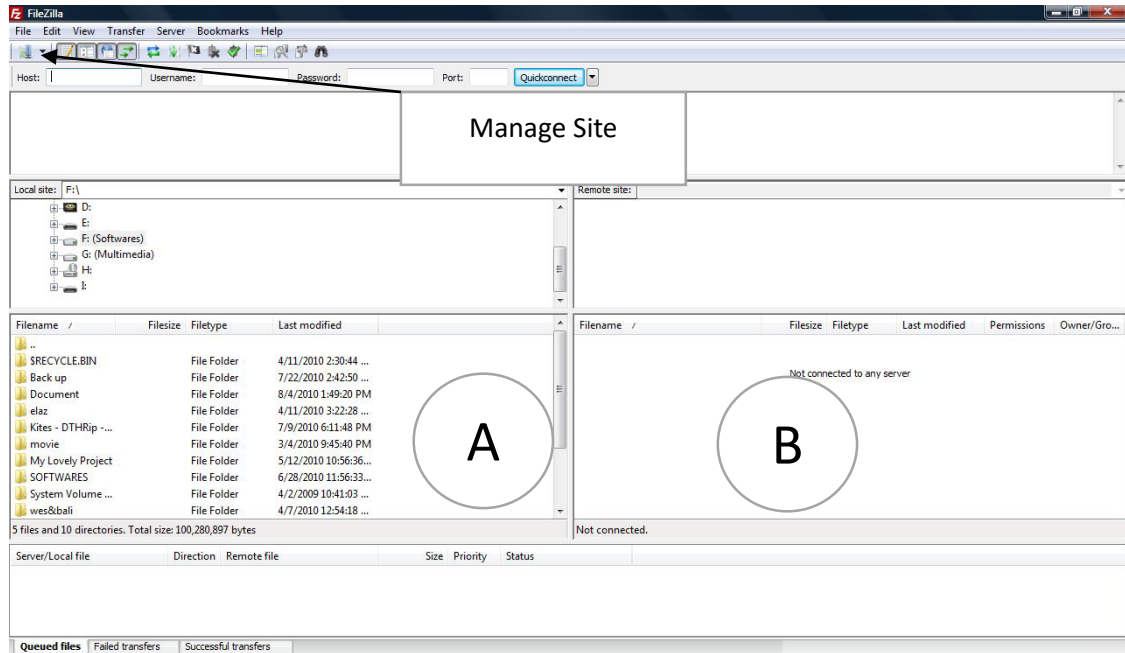 FileZilla
File Edit View Transfer Server Bookmarks Help
Host: Username: Password: Port: Quickconnect
Manage Site
Local site: F:\ Remote site:
D:
E:
F: (Softwares)
G: (Multimedia)
H:
I:
Filename / Filesize Filetype Last modified Filename / Filesize Filetype Last modified Permissions Owner/Gro...
..
$RECYCLE.BIN File Folder 4/11/2010 2:30:44 ...
Back up File Folder 7/22/2010 2:42:50 ... Not connected to any server
Document File Folder 8/4/2010 1:49:20 PM
elaz File Folder 4/11/2010 3:22:28 ...
Kites - DTHRip -... File Folder 7/9/2010 6:11:48 PM
movie File Folder 3/4/2010 9:45:40 PM
My Lovely Project File Folder 5/12/2010 10:56:36...
SOFTWARES File Folder 6/28/2010 11:56:33...
System Volume ... File Folder 4/2/2009 10:41:03 ...
wes&bali File Folder 4/7/2010 12:54:18 ...
A
B
5 files and 10 directories. Total size: 100,280,897 bytes Not connected.
Server/Local file Direction Remote file Size Priority Status
Queued files Failed transfers Successful transfers